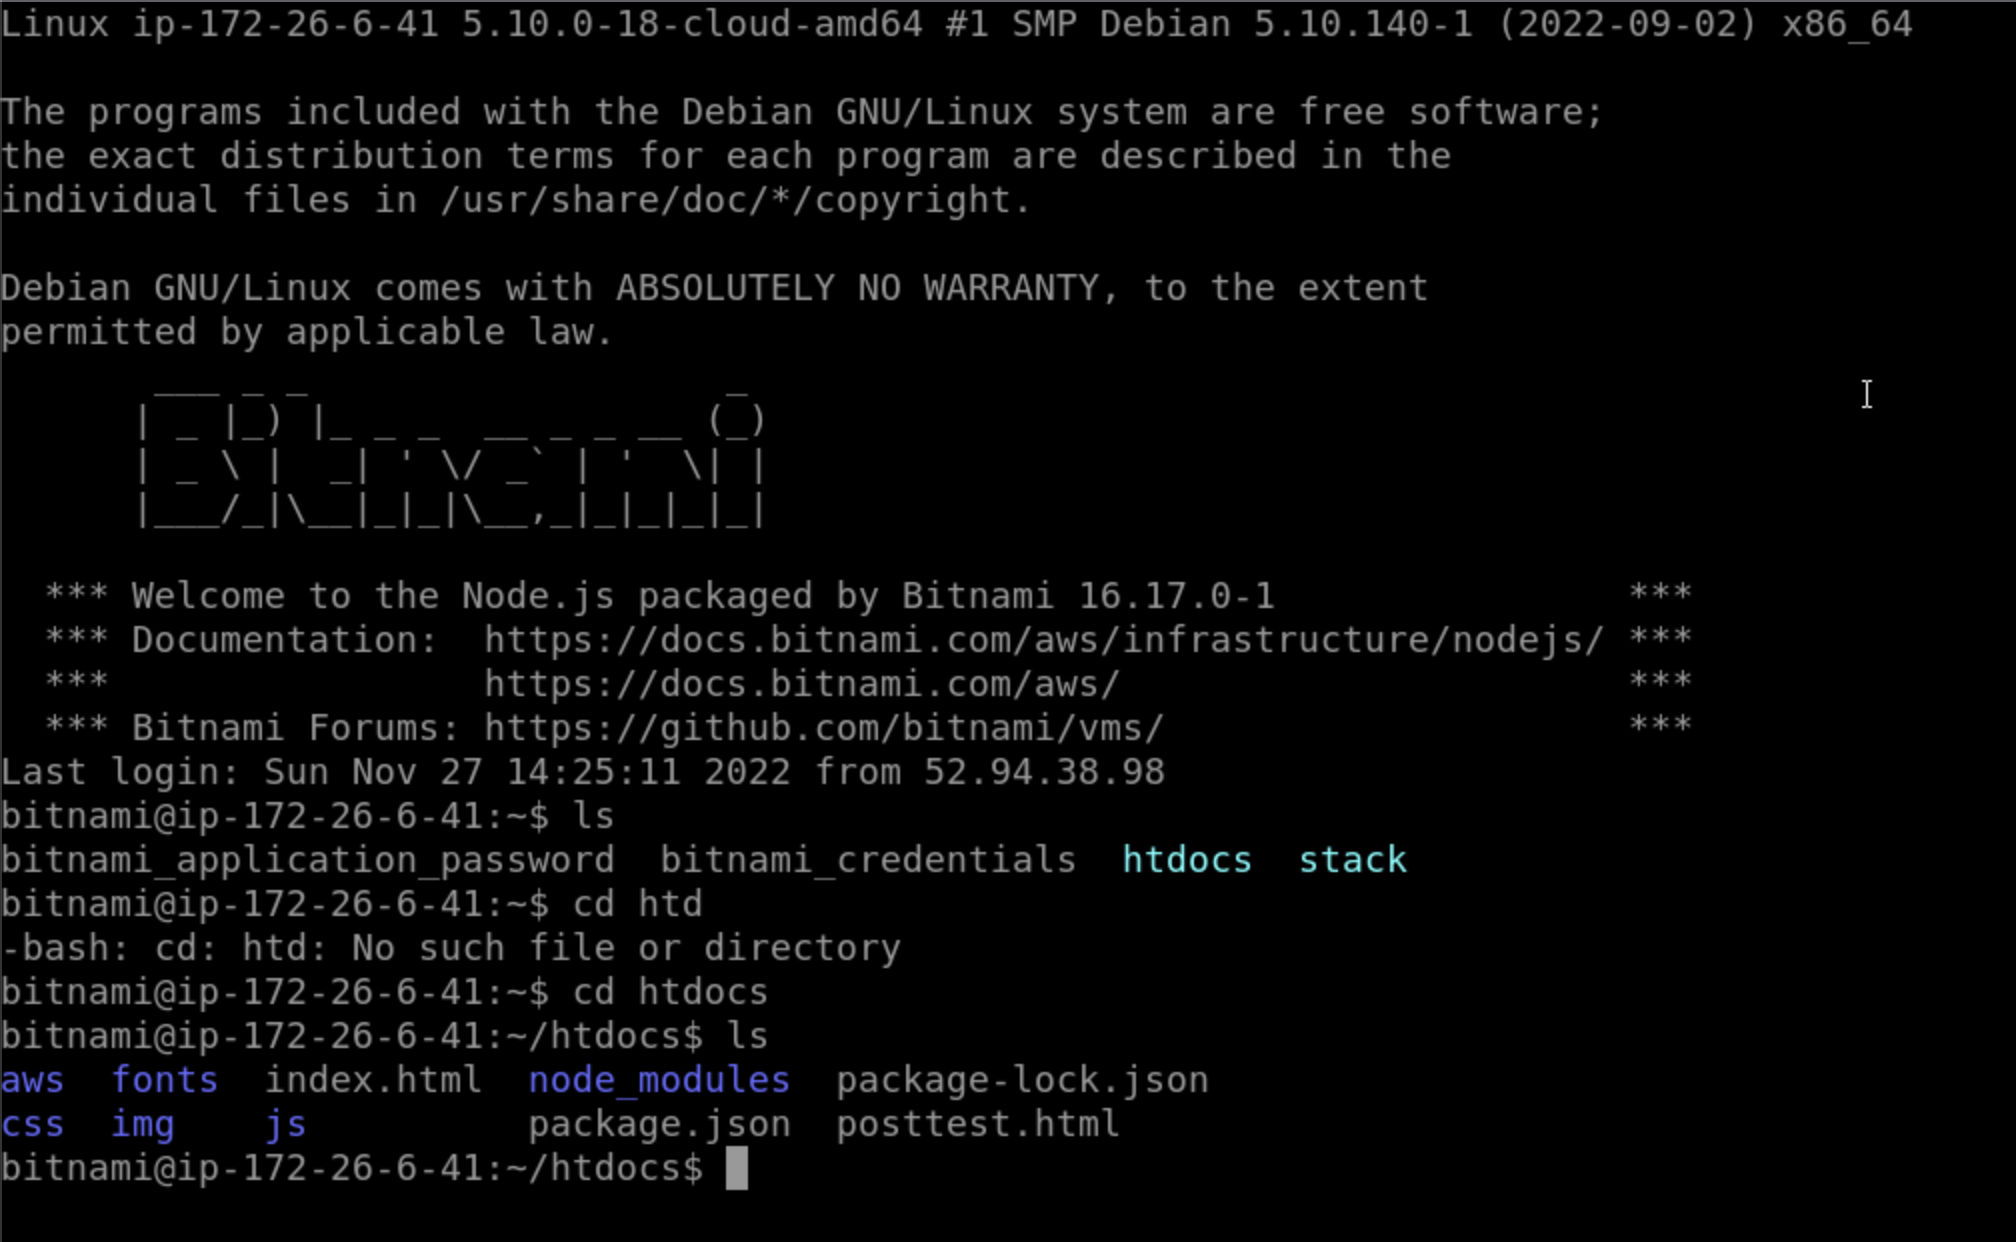 Linux ip-172-26-6-41 5.10.0-18-cloud-amd64 #1 SMP Debian 5.10.140-1 (2022-09-02) x86_64
The programs included with the Debian GNU/Linux system are free software;
the exact distribution terms for each program are described in the
individual files in /usr/share/doc/*/copyright.
Debian GNU/Linux comes with ABSOLUTELY NO WARRANTY, to the extent
permitted by applicable law.
Bitnami
*** Welcome to the Node.js packaged by Bitnami 16.17.0-1 ***
*** Documentation: https://docs.bitnami.com/aws/infrastructure/nodejs/ ***
*** https://docs.bitnami.com/aws/ ***
*** Bitnami Forums: https://github.com/bitnami/vms/ ***
Last login: Sun Nov 27 14:25:11 2022 from 52.94.38.98
bitnami@ip-172-26-6-41:~$ ls
bitnami_application_password bitnami_credentials htdocs stack
bitnami@ip-172-26-6-41:~$ cd htd
-bash: cd: htd: No such file or directory
bitnami@ip-172-26-6-41:~$ cd htdocs
bitnami@ip-172-26-6-41:~/htdocs$ ls
aws fonts index.html node_modules package-lock.json
css img js package.json posttest.html
bitnami@ip-172-26-6-41:~/htdocs$